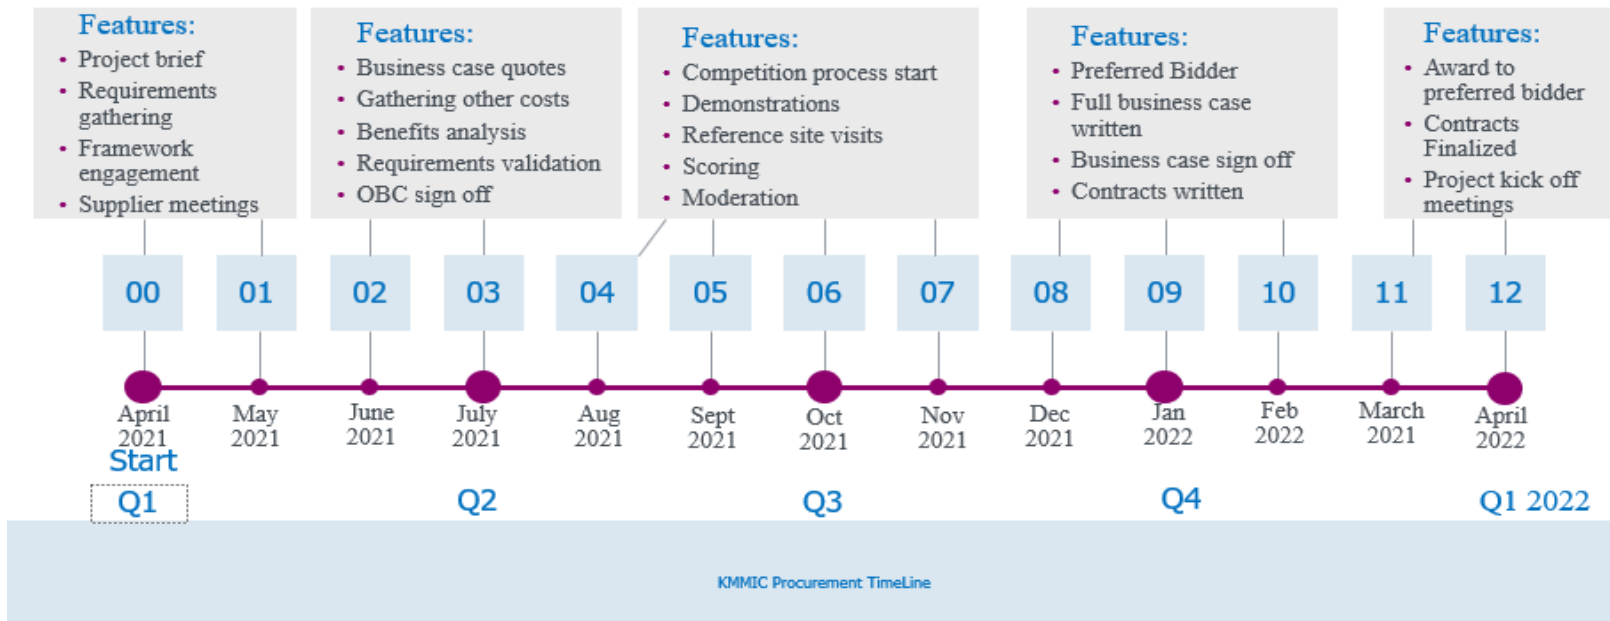 Features:
• Project brief
• Requirements
gathering
• Framework
engagement
• Supplier meetings
Features:
• Business case quotes
• Gathering other costs
• Benefits analysis
• Requirements validation
• OBC sign off
Features:
• Competition process start
• Demonstrations
• Reference site visits
• Scoring
• Moderation
Features:
• Preferred Bidder
• Full business case
written
• Business case sign off
• Contracts written
Features:
• Award to
preferred bidder
• Contracts
Finalized
• Project kick off
meetings
00
01
02
03
04
05
06
07
08
09
10
11
12
April
2021
Start
May
2021
June
2021
July
2021
Aug
2021
Sept
2021
Oct
2021
Nov
2021
Dec
2021
Jan
2022
Feb
2022
March
2021
April
2022
Q1
Q2
Q3
Q4
Q1 2022
KMMIC Procurement TimeLine